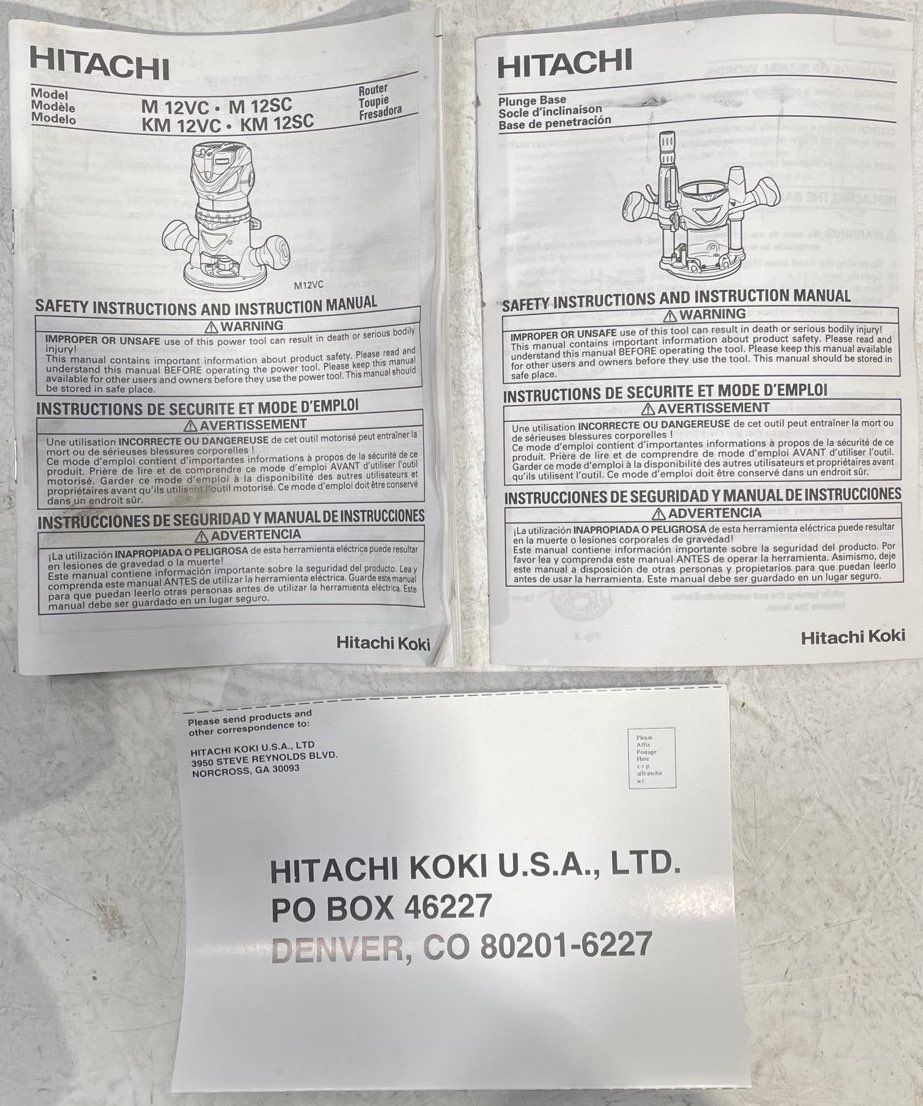 HITACHI
Model
Modèle
Modelo
M 12VC • M 12SC
KM 12VC • KM 12SC
Router
Toupie
Fresadora
M12VC
SAFETY INSTRUCTIONS AND INSTRUCTION MANUAL
⚠ WARNING
IMPROPER OR UNSAFE use of this power tool can result in death or serious bodily
injury!
This manual contains important information about product safety. Please read and
understand this manual BEFORE operating the power tool. Please keep this manual
available for other users and owners before they use the power tool. This manual should
be stored in safe place.
INSTRUCTIONS DE SECURITE ET MODE D'EMPLOI
⚠ AVERTISSEMENT
Une utilisation INCORRECTE OU DANGEREUSE de cet outil motorisé peut entraîner la
mort ou de sérieuses blessures corporelles !
Ce mode d'emploi contient d'importantes informations à propos de la sécurité de ce
produit. Prière de lire et de comprendre ce mode d'emploi AVANT d'utiliser l'outil
motorisé. Garder ce mode d'emploi à la disponibilité des autres utilisateurs et
propriétaires avant qu'ils utilisent l'outil motorisé. Ce mode d'emploi doit être conservé
dans un endroit sûr.
INSTRUCCIONES DE SEGURIDAD Y MANUAL DE INSTRUCCIONES
⚠ ADVERTENCIA
¡La utilización INAPROPIADA O PELIGROSA de esta herramienta eléctrica puede resultar
en lesiones de gravedad o la muerte!
Este manual contiene información importante sobre la seguridad del producto. Lea y
comprenda este manual ANTES de utilizar la herramienta eléctrica. Guarde este manual
para que puedan leerlo otras personas antes de utilizar la herramienta eléctrica. Este
manual debe ser guardado en un lugar seguro.
Hitachi Koki
HITACHI
Plunge Base
Socle d'inclinaison
Base de penetración
SAFETY INSTRUCTIONS AND INSTRUCTION MANUAL
⚠ WARNING
IMPROPER OR UNSAFE use of this tool can result in death or serious bodily injury!
This manual contains important information about product safety. Please read and
understand this manual BEFORE operating the tool. Please keep this manual available
for other users and owners before they use the tool. This manual should be stored in
safe place.
INSTRUCTIONS DE SECURITE ET MODE D'EMPLOI
⚠ AVERTISSEMENT
Une utilisation INCORRECTE OU DANGEREUSE de cet outil peut entraîner la mort ou
de sérieuses blessures corporelles !
Ce mode d'emploi contient d'importantes informations à propos de la sécurité de ce
produit. Prière de lire et de comprendre de mode d'emploi AVANT d'utiliser l'outil.
Garder ce mode d'emploi à la disponibilité des autres utilisateurs et propriétaires avant
qu'ils utilisent l'outil. Ce mode d'emploi doit être conservé dans un endroit sûr.
INSTRUCCIONES DE SEGURIDAD Y MANUAL DE INSTRUCCIONES
⚠ ADVERTENCIA
¡La utilización INAPROPIADA O PELIGROSA de esta herramienta eléctrica puede resultar
en la muerte o lesiones corporales de gravedad!
Este manual contiene información importante sobre la seguridad del producto. Por
favor lea y comprenda este manual ANTES de operar la herramienta. Asimismo, deje
este manual a disposición de otras personas y propietarios para que puedan leerlo
antes de usar la herramienta. Este manual debe ser guardado en un lugar seguro.
Hitachi Koki
Please send products and
other correspondence to:
HITACHI KOKI U.S.A., LTD
3950 STEVE REYNOLDS BLVD.
NORCROSS, GA 30093
Please
Affix
Postage
Here
s.v.p.
affranchir
ici
HITACHI KOKI U.S.A., LTD.
PO BOX 46227
DENVER, CO 80201-6227